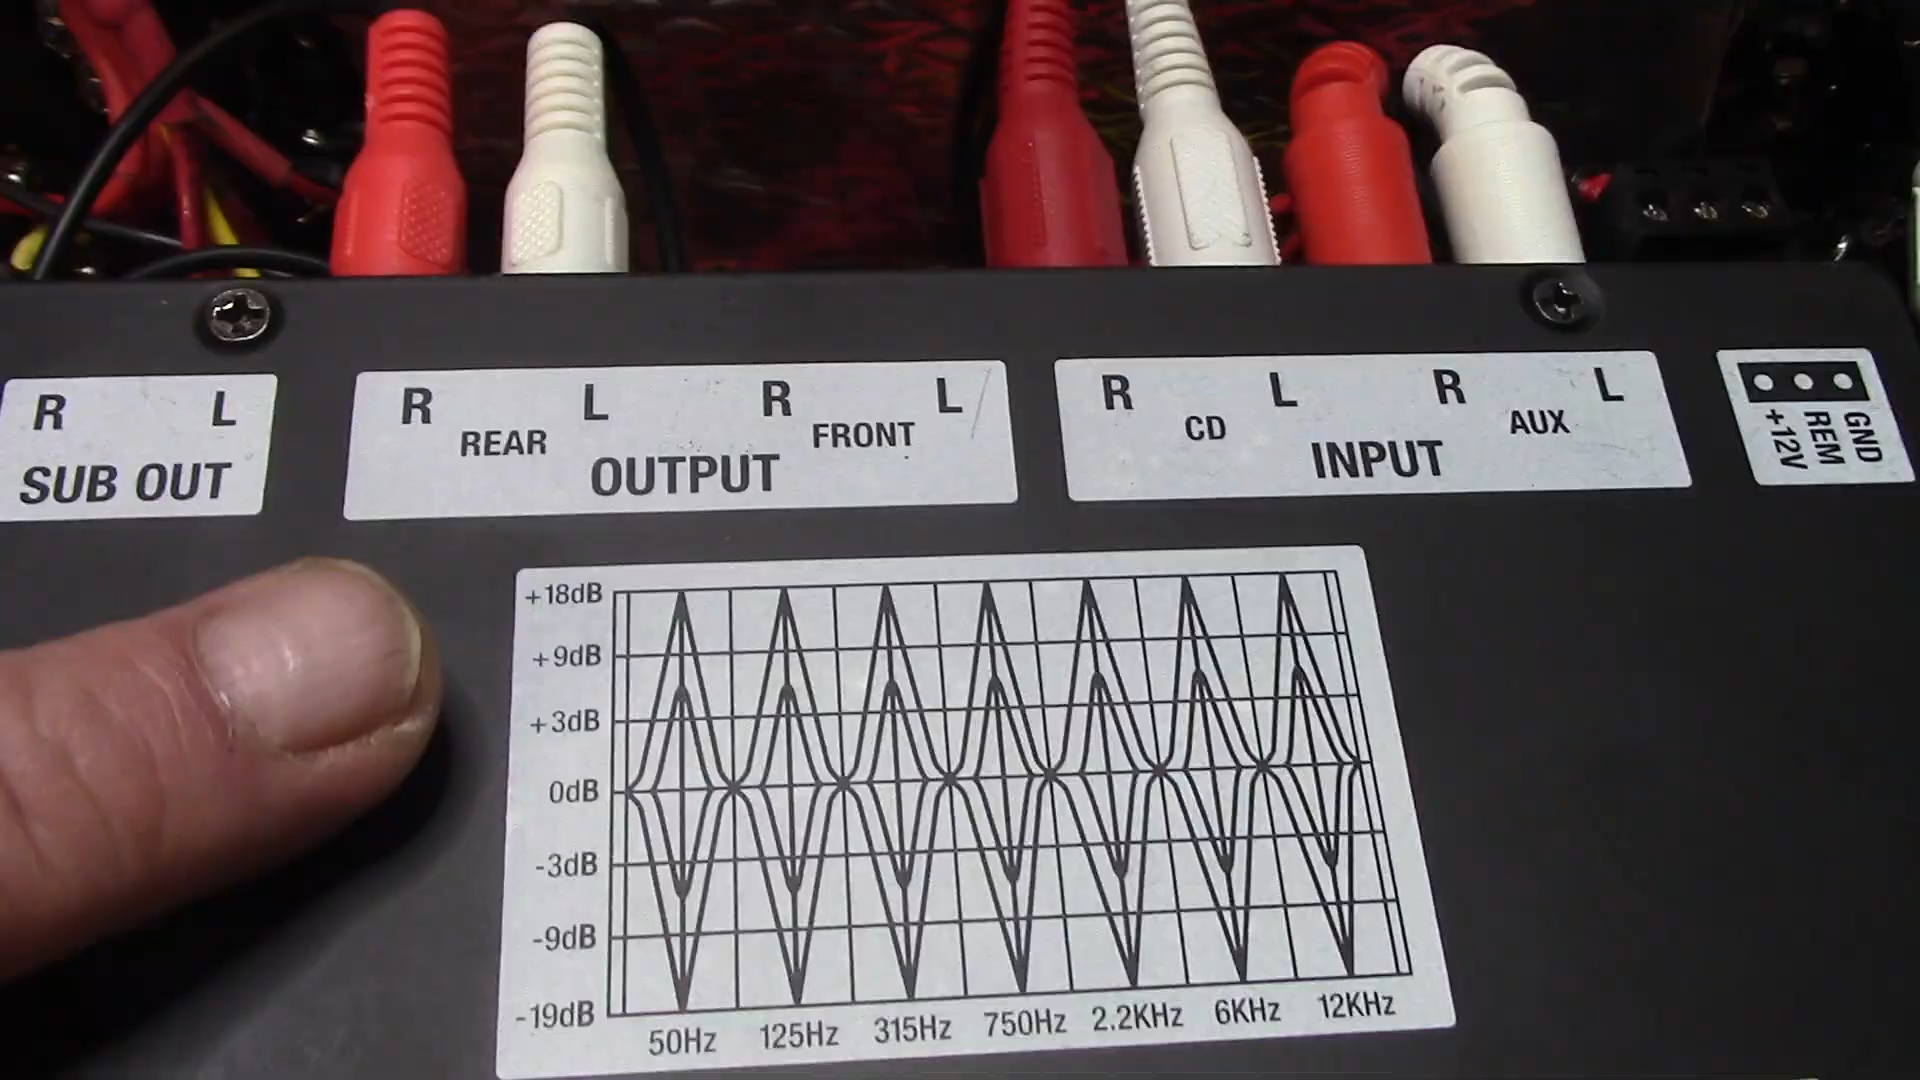 R L
SUB OUT
R L R L
REAR FRONT
OUTPUT
R L R L
CD AUX
INPUT
+12V
REM
GND
+18dB
+9dB
+3dB
0dB
-3dB
-9dB
-19dB
50Hz 125Hz 315Hz 750Hz 2.2KHz 6KHz 12KHz